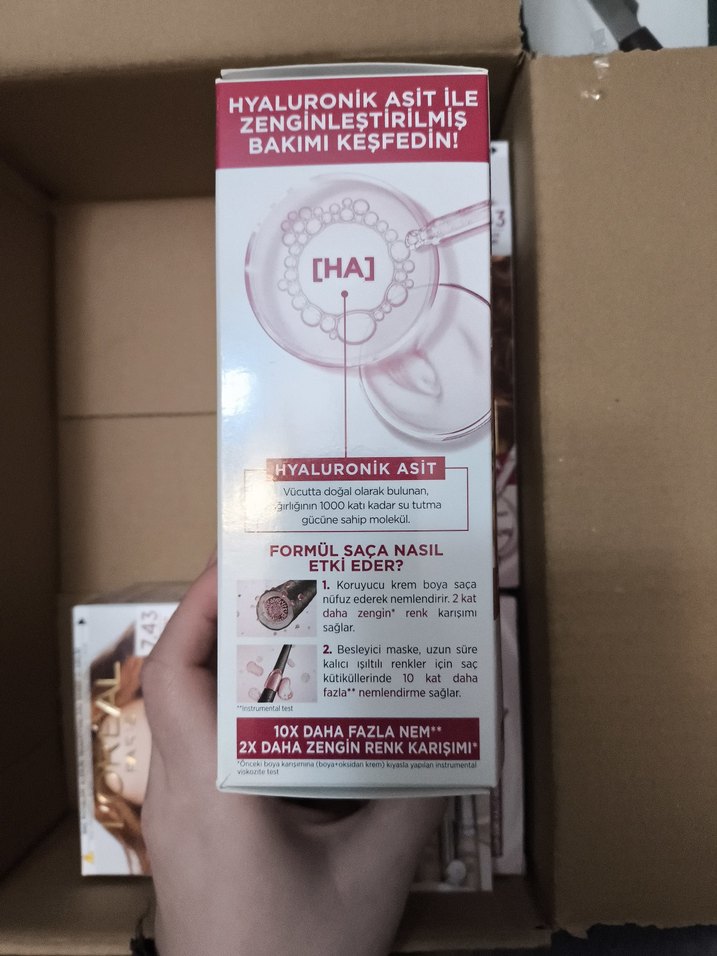 HYALURONİK ASİT İLE
ZENGİNLEŞTİRİLMİŞ
BAKIMI KEŞFEDİN!
[HA]
HYALURONİK ASİT
Vücutta doğal olarak bulunan,
ağırlığının 1000 katı kadar su tutma
gücüne sahip molekül.
FORMÜL SAÇA NASIL
ETKİ EDER?
1. Koruyucu krem boya saça
nüfuz ederek nemlendirir. 2 kat
daha zengin* renk karışımı
sağlar.
2. Besleyici maske, uzun süre
kalıcı ışıltılı renkler için saç
kütiküllerinde 10 kat daha
fazla** nemlendirme sağlar.
**Instrumental test
10X DAHA FAZLA NEM**
2X DAHA ZENGİN RENK KARIŞIMI*
*Önceki boya karışımına (boya+oksidan krem) kıyasla yapılan instrumental
viskozite test
7.43
L'ORÉAL
PARİS